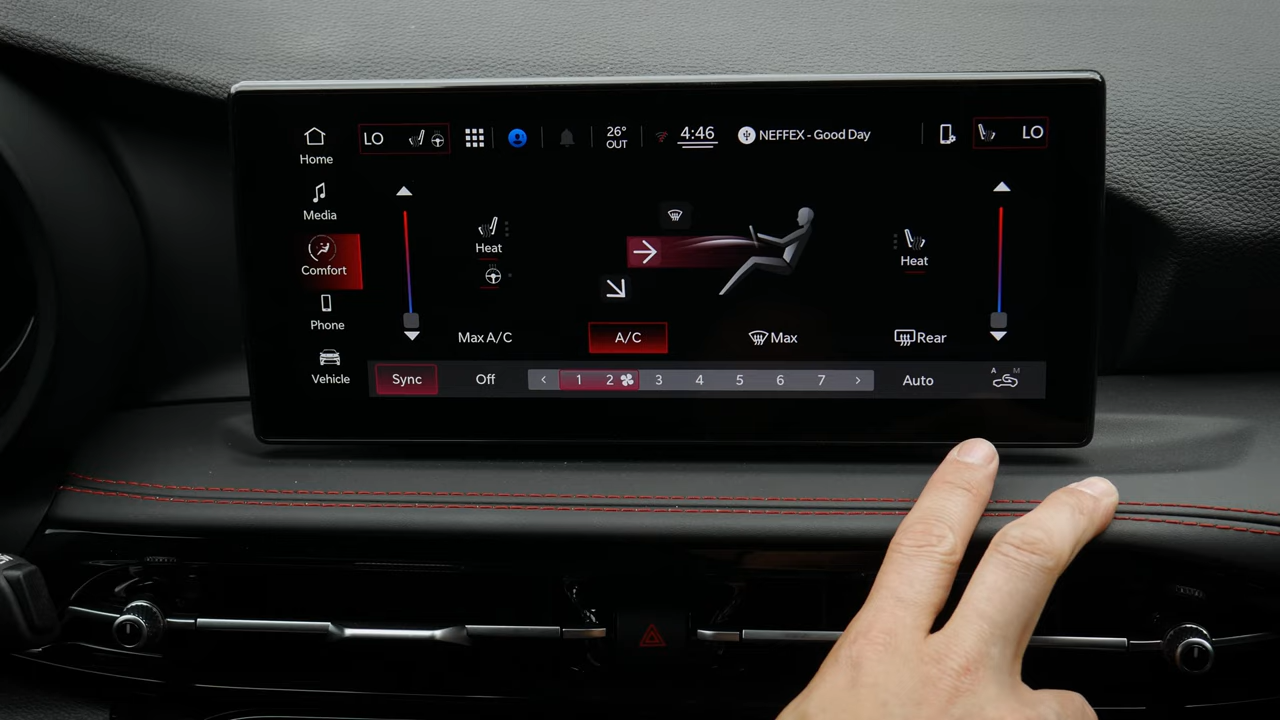 Home
LO
26°
OUT
4:46
NEFFEX - Good Day
LO
Media
Heat
Heat
Comfort
Phone
Max A/C
A/C
Max
Rear
Vehicle
Sync
Off
< 1 2 3 4 5 6 7 >
Auto
A M